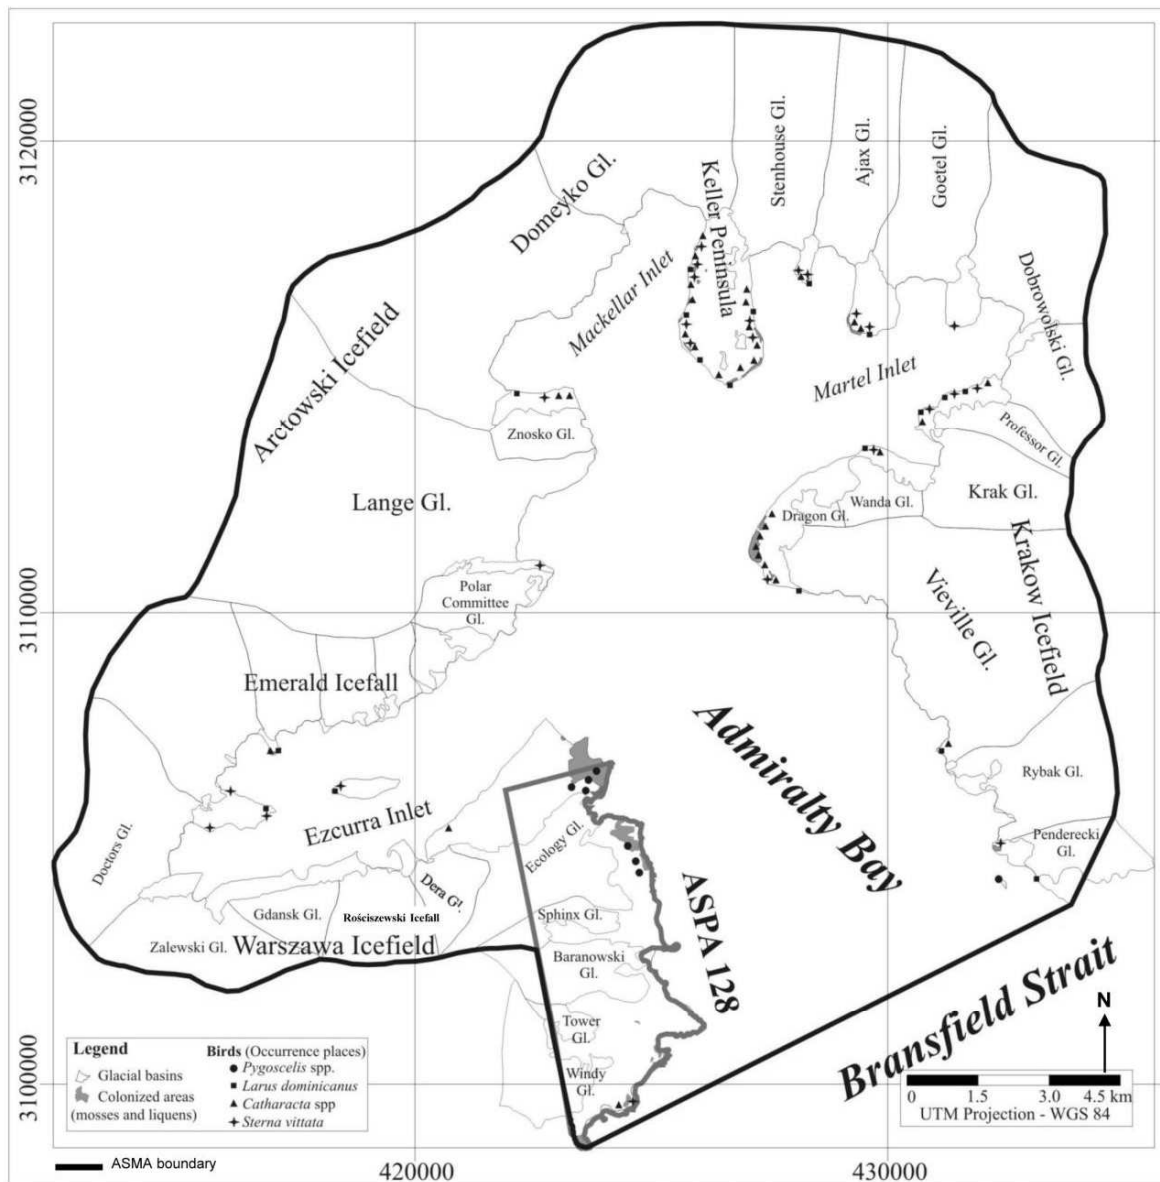 3120000
3110000
3100000
420000
430000
Domeyko Gl.
Keller Peninsula
Stenhouse Gl.
Ajax Gl.
Goetel Gl.
Mackellar Inlet
Dobrowolski Gl.
Arctowski Icefield
Martel Inlet
Znosko Gl.
Professor Gl.
Lange Gl.
Krak Gl.
Wanda Gl.
Dragon Gl.
Krakow Icefield
Vieville Gl.
Polar
Committee
Gl.
Emerald Icefall
Admiralty Bay
Rybak Gl.
Ezcurra Inlet
Penderecki
Gl.
Doctors Gl.
Ecology Gl.
Dera Gl.
ASPA 128
Gdansk Gl.
Rościszewski Icefall
Sphinx Gl.
Zalewski Gl.
Warszawa Icefield
Baranowski
Gl.
Bransfield Strait
Tower
Gl.
Windy
Gl.
N
Legend
Glacial basins
Colonized areas
(mosses and liquens)
Birds (Occurrence places)
Pygoscelis spp.
Larus dominicanus
Catharacta spp
Sterna vittata
ASMA boundary
0 1.5 3.0 4.5 km
UTM Projection - WGS 84